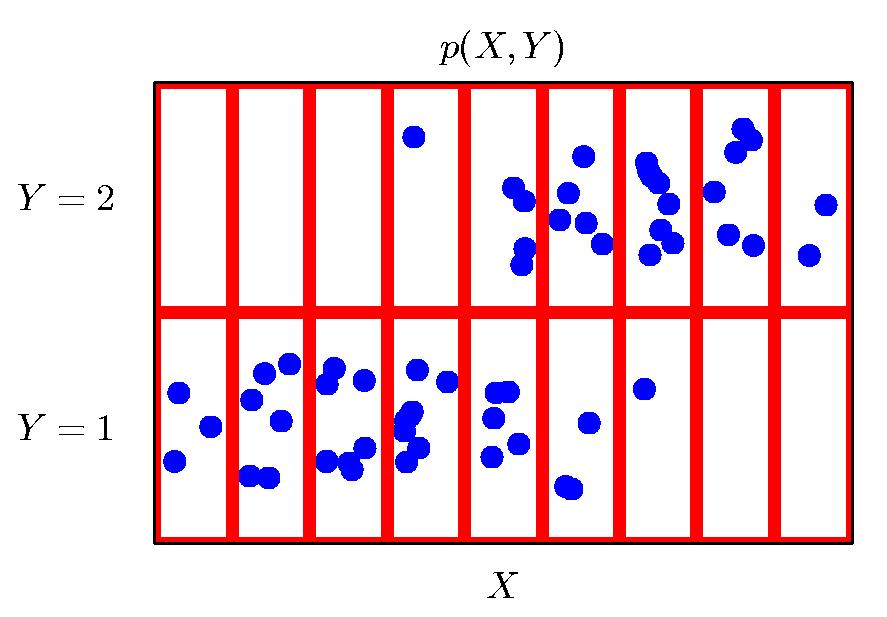 p(X, Y)
Y = 2
Y = 1
X